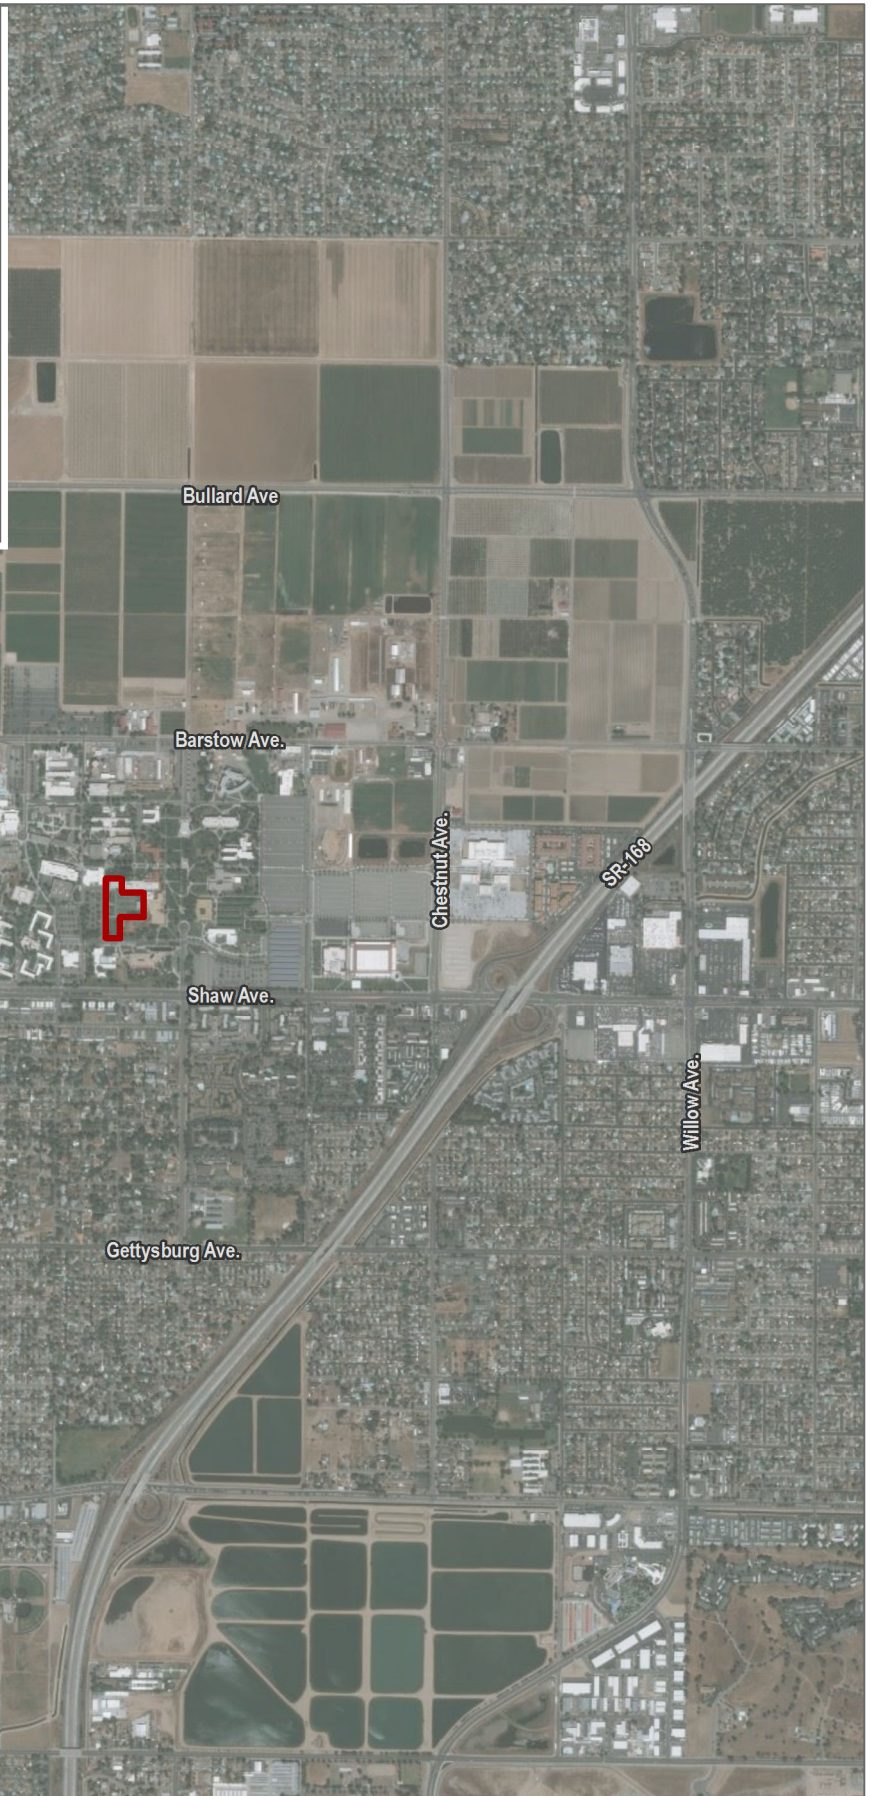 Bullard Ave
Barstow Ave.
Chestnut Ave.
SR-168
Shaw Ave.
Willow Ave.
Gettysburg Ave.